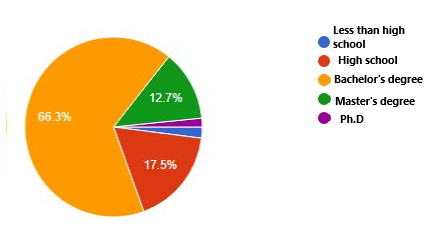 Less than high
school
High school
Bachelor's degree
Master's degree
Ph.D
66.3%
12.7%
17.5%